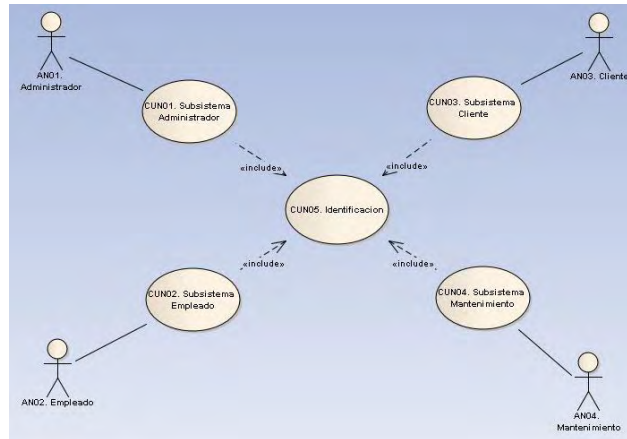 AN01.
Administrador
CUN01. Subsistema
Administrador
CUN03. Subsistema
Cliente
AN03. Cliente
«include»
«include»
CUN05. Identificacion
«include»
«include»
CUN02. Subsistema
Empleado
CUN04. Subsistema
Mantenimiento
AN02. Empleado
AN04.
Mantenimiento